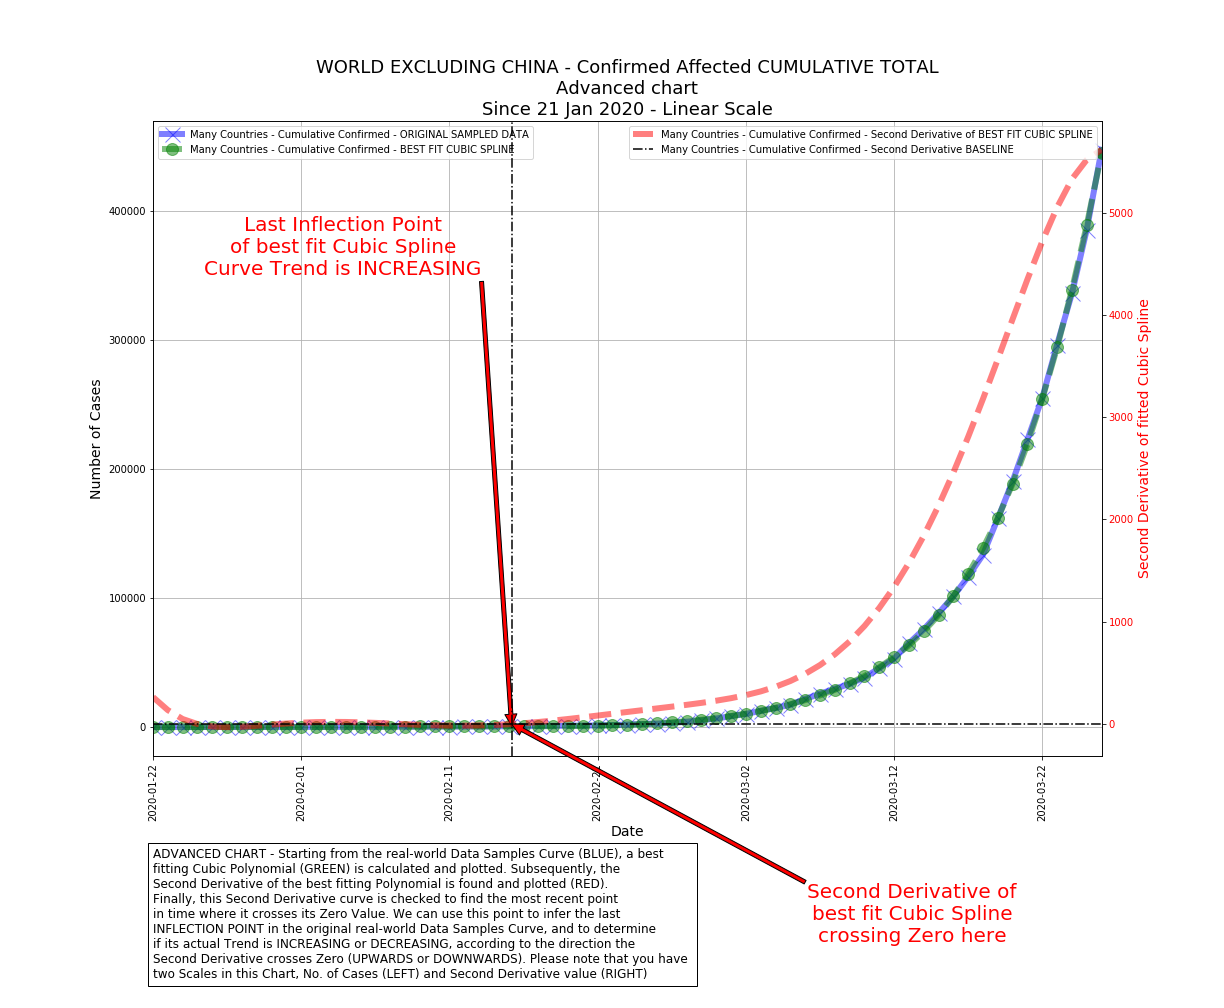 WORLD EXCLUDING CHINA - Confirmed Affected CUMULATIVE TOTAL
Advanced chart
Since 21 Jan 2020 - Linear Scale
Many Countries - Cumulative Confirmed - ORIGINAL SAMPLED DATA
Many Countries - Cumulative Confirmed - BEST FIT CUBIC SPLINE
Many Countries - Cumulative Confirmed - Second Derivative of BEST FIT CUBIC SPLINE
Many Countries - Cumulative Confirmed - Second Derivative BASELINE
Last Inflection Point
of best fit Cubic Spline
Curve Trend is INCREASING
Number of Cases
400000
300000
200000
100000
0
5000
4000
3000
2000
1000
0
Second Derivative of fitted Cubic Spline
2020-01-22
2020-02-01
2020-02-11
2020-03-02
2020-03-12
2020-03-22
Date
ADVANCED CHART - Starting from the real-world Data Samples Curve (BLUE), a best
fitting Cubic Polynomial (GREEN) is calculated and plotted. Subsequently, the
Second Derivative of the best fitting Polynomial is found and plotted (RED).
Finally, this Second Derivative curve is checked to find the most recent point
in time where it crosses its Zero Value. We can use this point to infer the last
INFLECTION POINT in the original real-world Data Samples Curve, and to determine
if its actual Trend is INCREASING or DECREASING, according to the direction the
Second Derivative crosses Zero (UPWARDS or DOWNWARDS). Please note that you have
two Scales in this Chart, No. of Cases (LEFT) and Second Derivative value (RIGHT)
Second Derivative of
best fit Cubic Spline
crossing Zero here